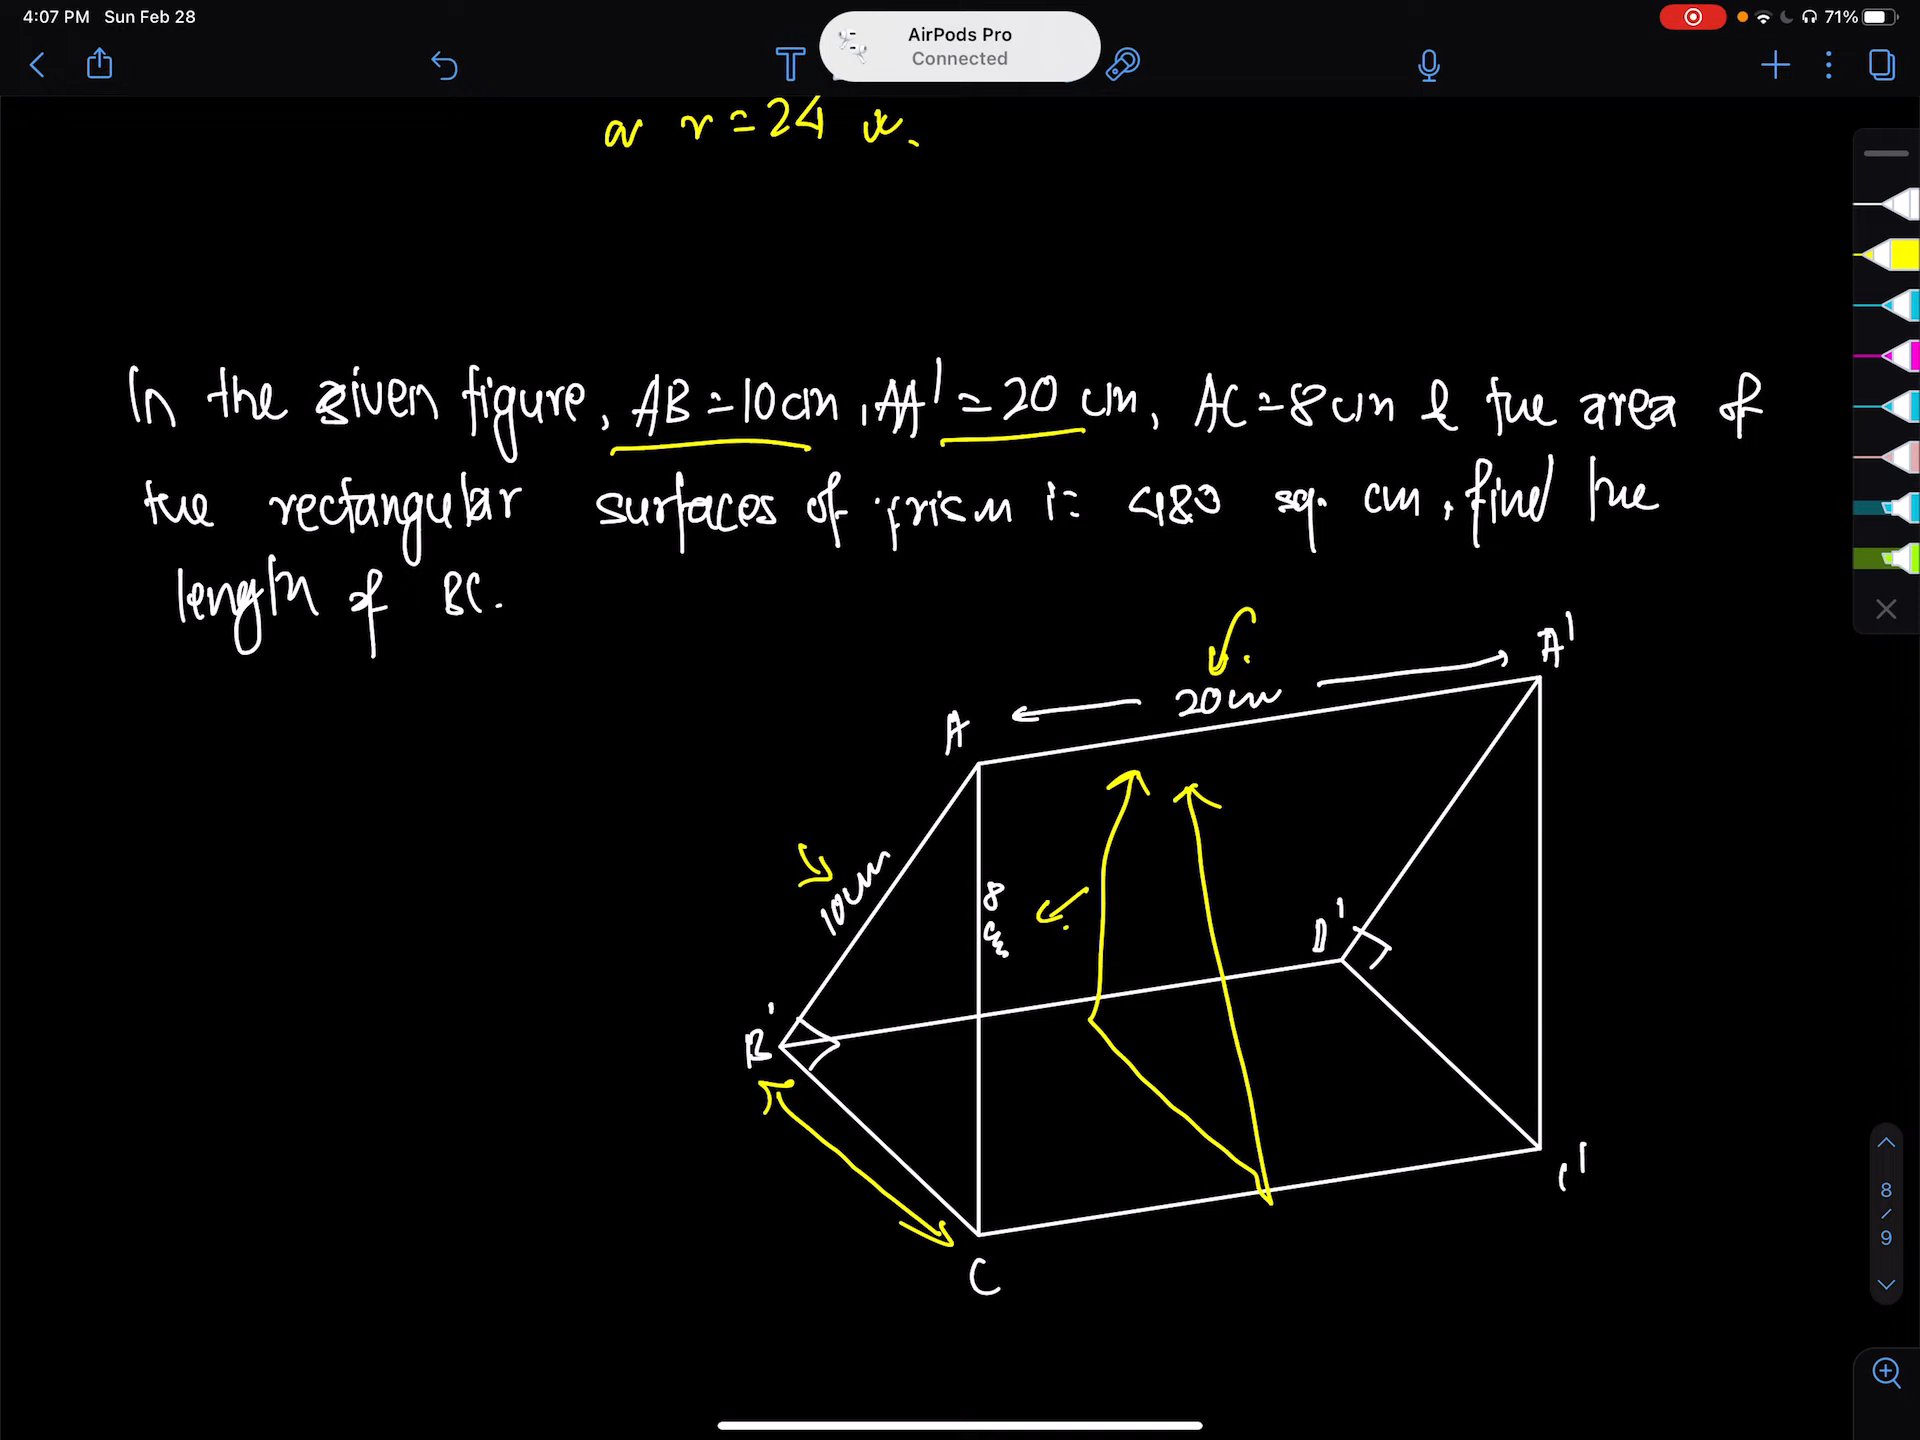 4:07 PM Sun Feb 28
71%
AirPods Pro
Connected
r = 24
In the given figure, AB = 10cm, AA' = 20 cm, AC = 8cm & the area of
the rectangular surfaces of prism is 480 sq. cm, find the
length of BC.
20cm
A'
A
10cm
8 cm
B'
D'
C'
C
8
/
9